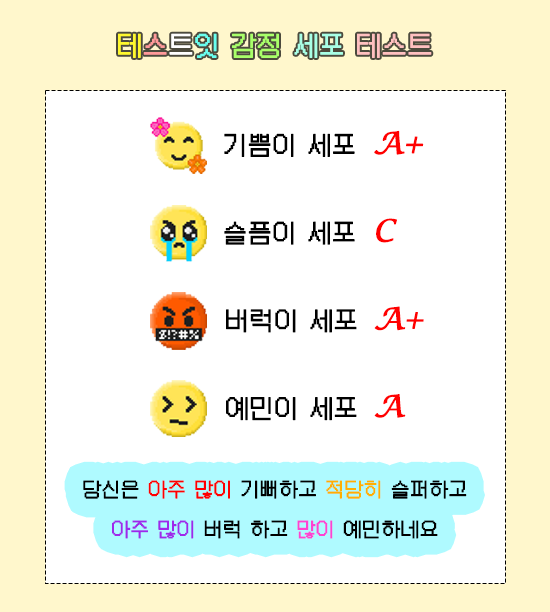 테스트잇 감정 세포 테스트
기쁨이 세포 A+
슬픔이 세포 C
버럭이 세포 A+
$!?#%
예민이 세포 A
당신은 아주 많이 기뻐하고 적당히 슬퍼하고
아주 많이 버럭 하고 많이 예민하네요